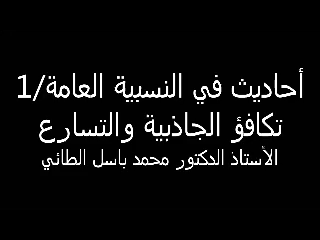 أحاديث في النسبية العامة/1
تكافؤ الجاذبية والتسارع
الأستاذ الدكتور محمد باسل الطائي